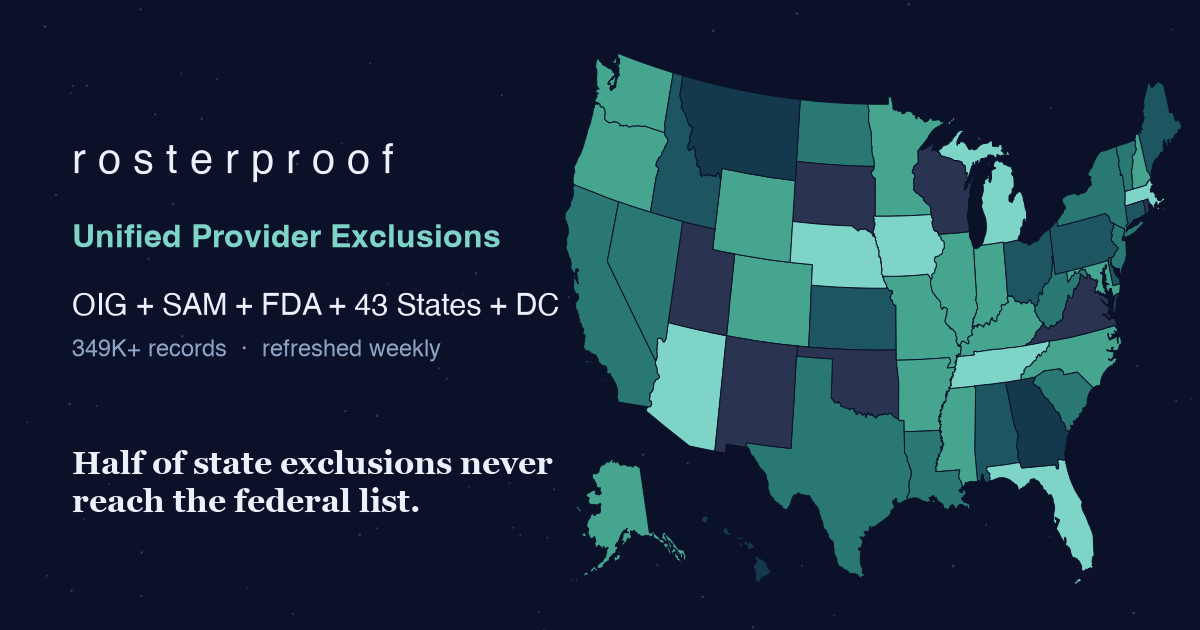 rosterproof
Unified Provider Exclusions
OIG + SAM + FDA + 43 States + DC
349K+ records · refreshed weekly
Half of state exclusions never
reach the federal list.